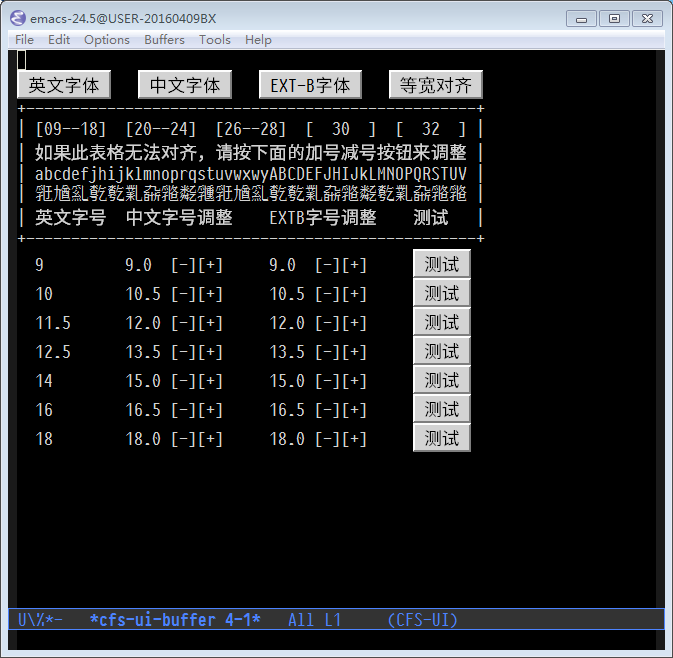 emacs-24.5@USER-20160409BX
File Edit Options Buffers Tools Help
英文字体 中文字体 EXT-B字体 等宽对齐
+--------------------------------------------------+
| [09--18] [20--24] [26--28] [ 30 ] [ 32 ] |
| 如果此表格无法对齐，请按下面的加号减号按钮来调整 |
| abcdefjhijklmnoprqstuvwxwyABCDEFJHIJkLMNOPQRSTUV |
| 英文字号 中文字号调整 EXTB字号调整 测试 |
+--------------------------------------------------+
9 9.0 [-][+] 9.0 [-][+] 测试
10 10.5 [-][+] 10.5 [-][+] 测试
11.5 12.0 [-][+] 12.0 [-][+] 测试
12.5 13.5 [-][+] 13.5 [-][+] 测试
14 15.0 [-][+] 15.0 [-][+] 测试
16 16.5 [-][+] 16.5 [-][+] 测试
18 18.0 [-][+] 18.0 [-][+] 测试
U\%*- *cfs-ui-buffer 4-1* All L1 (CFS-UI)